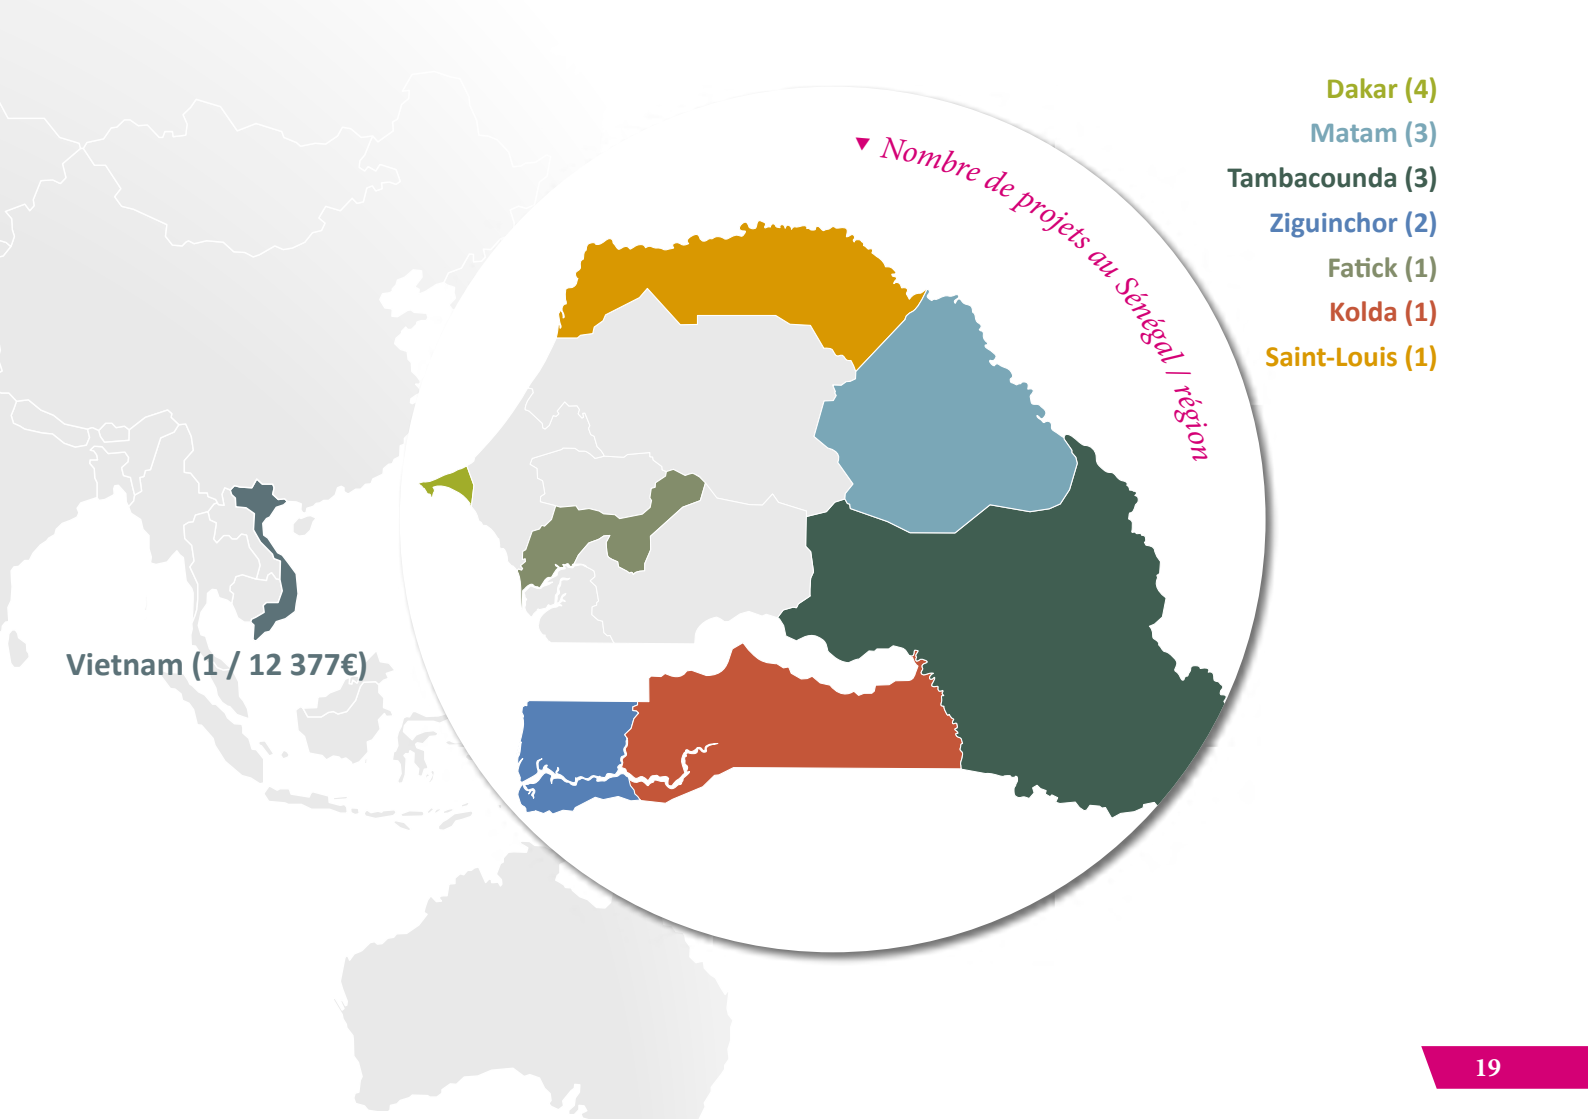 Dakar (4)
Matam (3)
Tambacounda (3)
Ziguinchor (2)
Fatick (1)
Kolda (1)
Saint-Louis (1)
▼ Nombre de projets au Sénégal / région
Vietnam (1 / 12 377€)
19